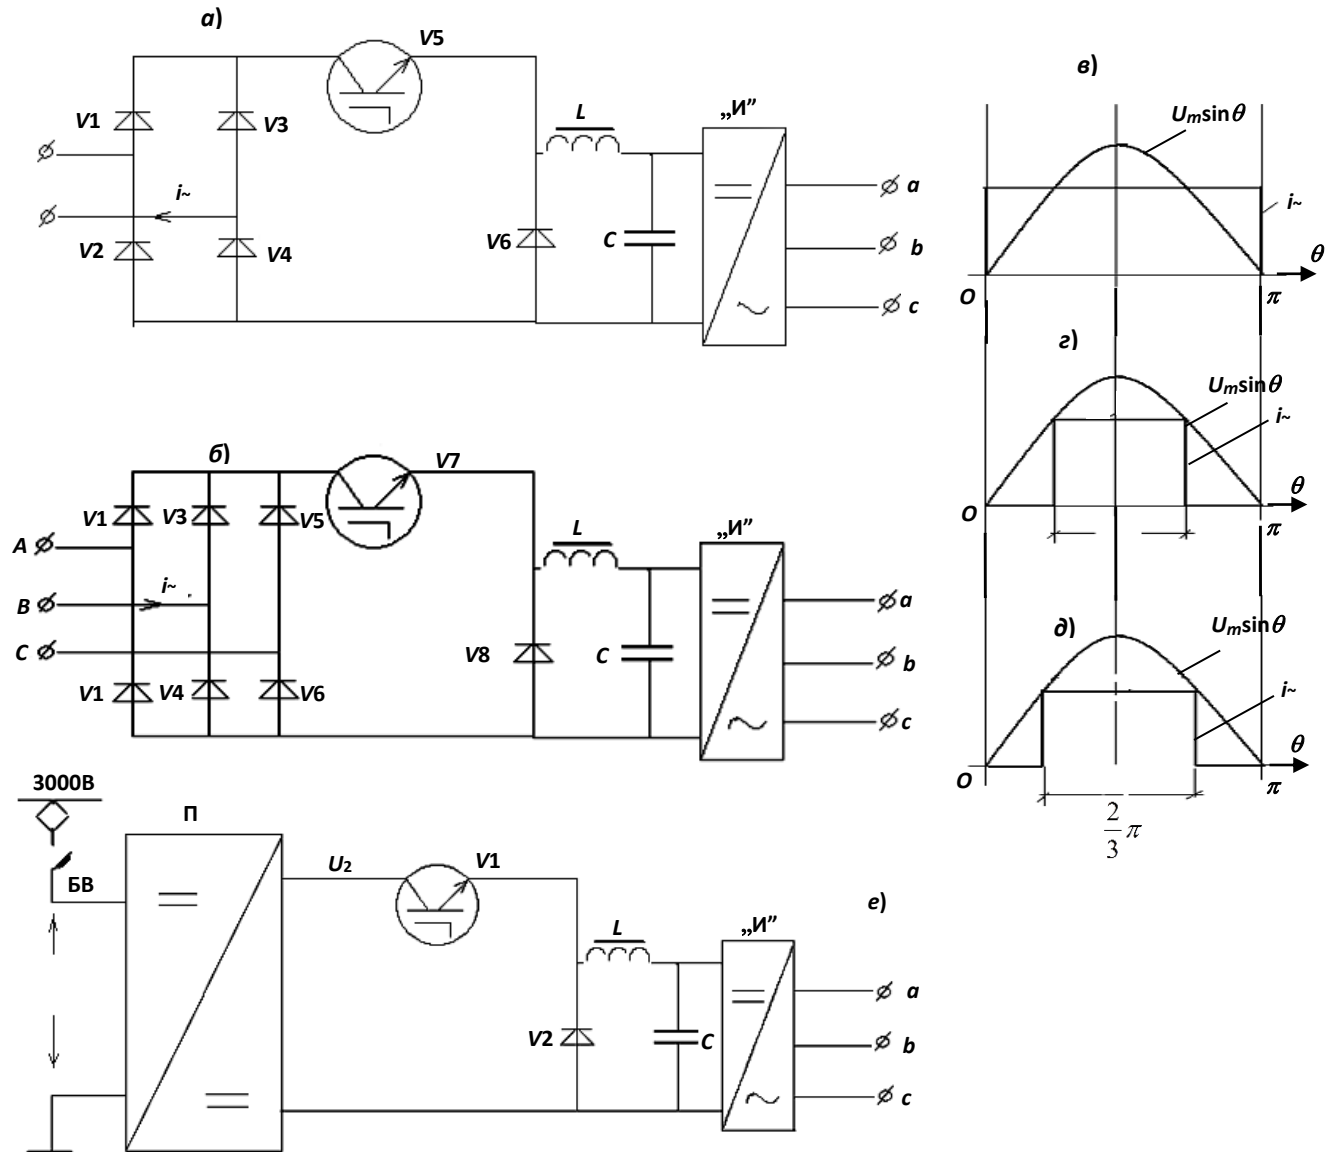 а)
V5
V1
V3
L
„И”
a
i~
V2
V4
V6
C
b
c
б)
V7
V1
V3
V5
L
„И”
A
a
i~
B
C
V8
C
b
V1
V4
V6
c
3000В
П
U2
V1
БВ
L
„И”
е)
a
V2
C
b
c
в)
Umsinθ
i~
θ
O
π
г)
Umsinθ
i~
θ
O
π
д)
Umsinθ
i~
θ
O
π
2
3 π